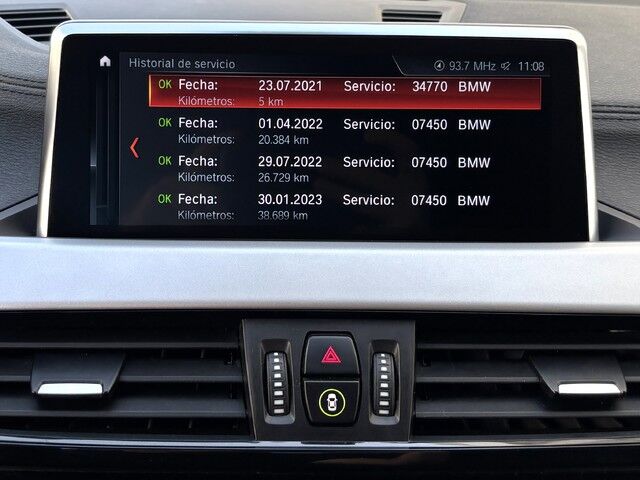 Historial de servicio 93.7 MHz 11:08
OK Fecha: 23.07.2021 Servicio: 34770 BMW
Kilómetros: 5 km
OK Fecha: 01.04.2022 Servicio: 07450 BMW
Kilómetros: 20.384 km
OK Fecha: 29.07.2022 Servicio: 07450 BMW
Kilómetros: 26.729 km
OK Fecha: 30.01.2023 Servicio: 07450 BMW
Kilómetros: 38.689 km